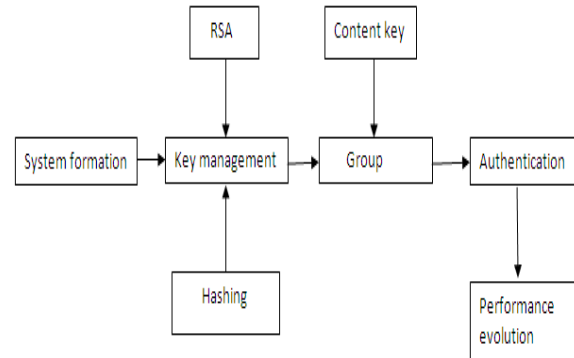 RSA
Content key
System formation
Key management
Group
Authentication
Hashing
Performance
evolution